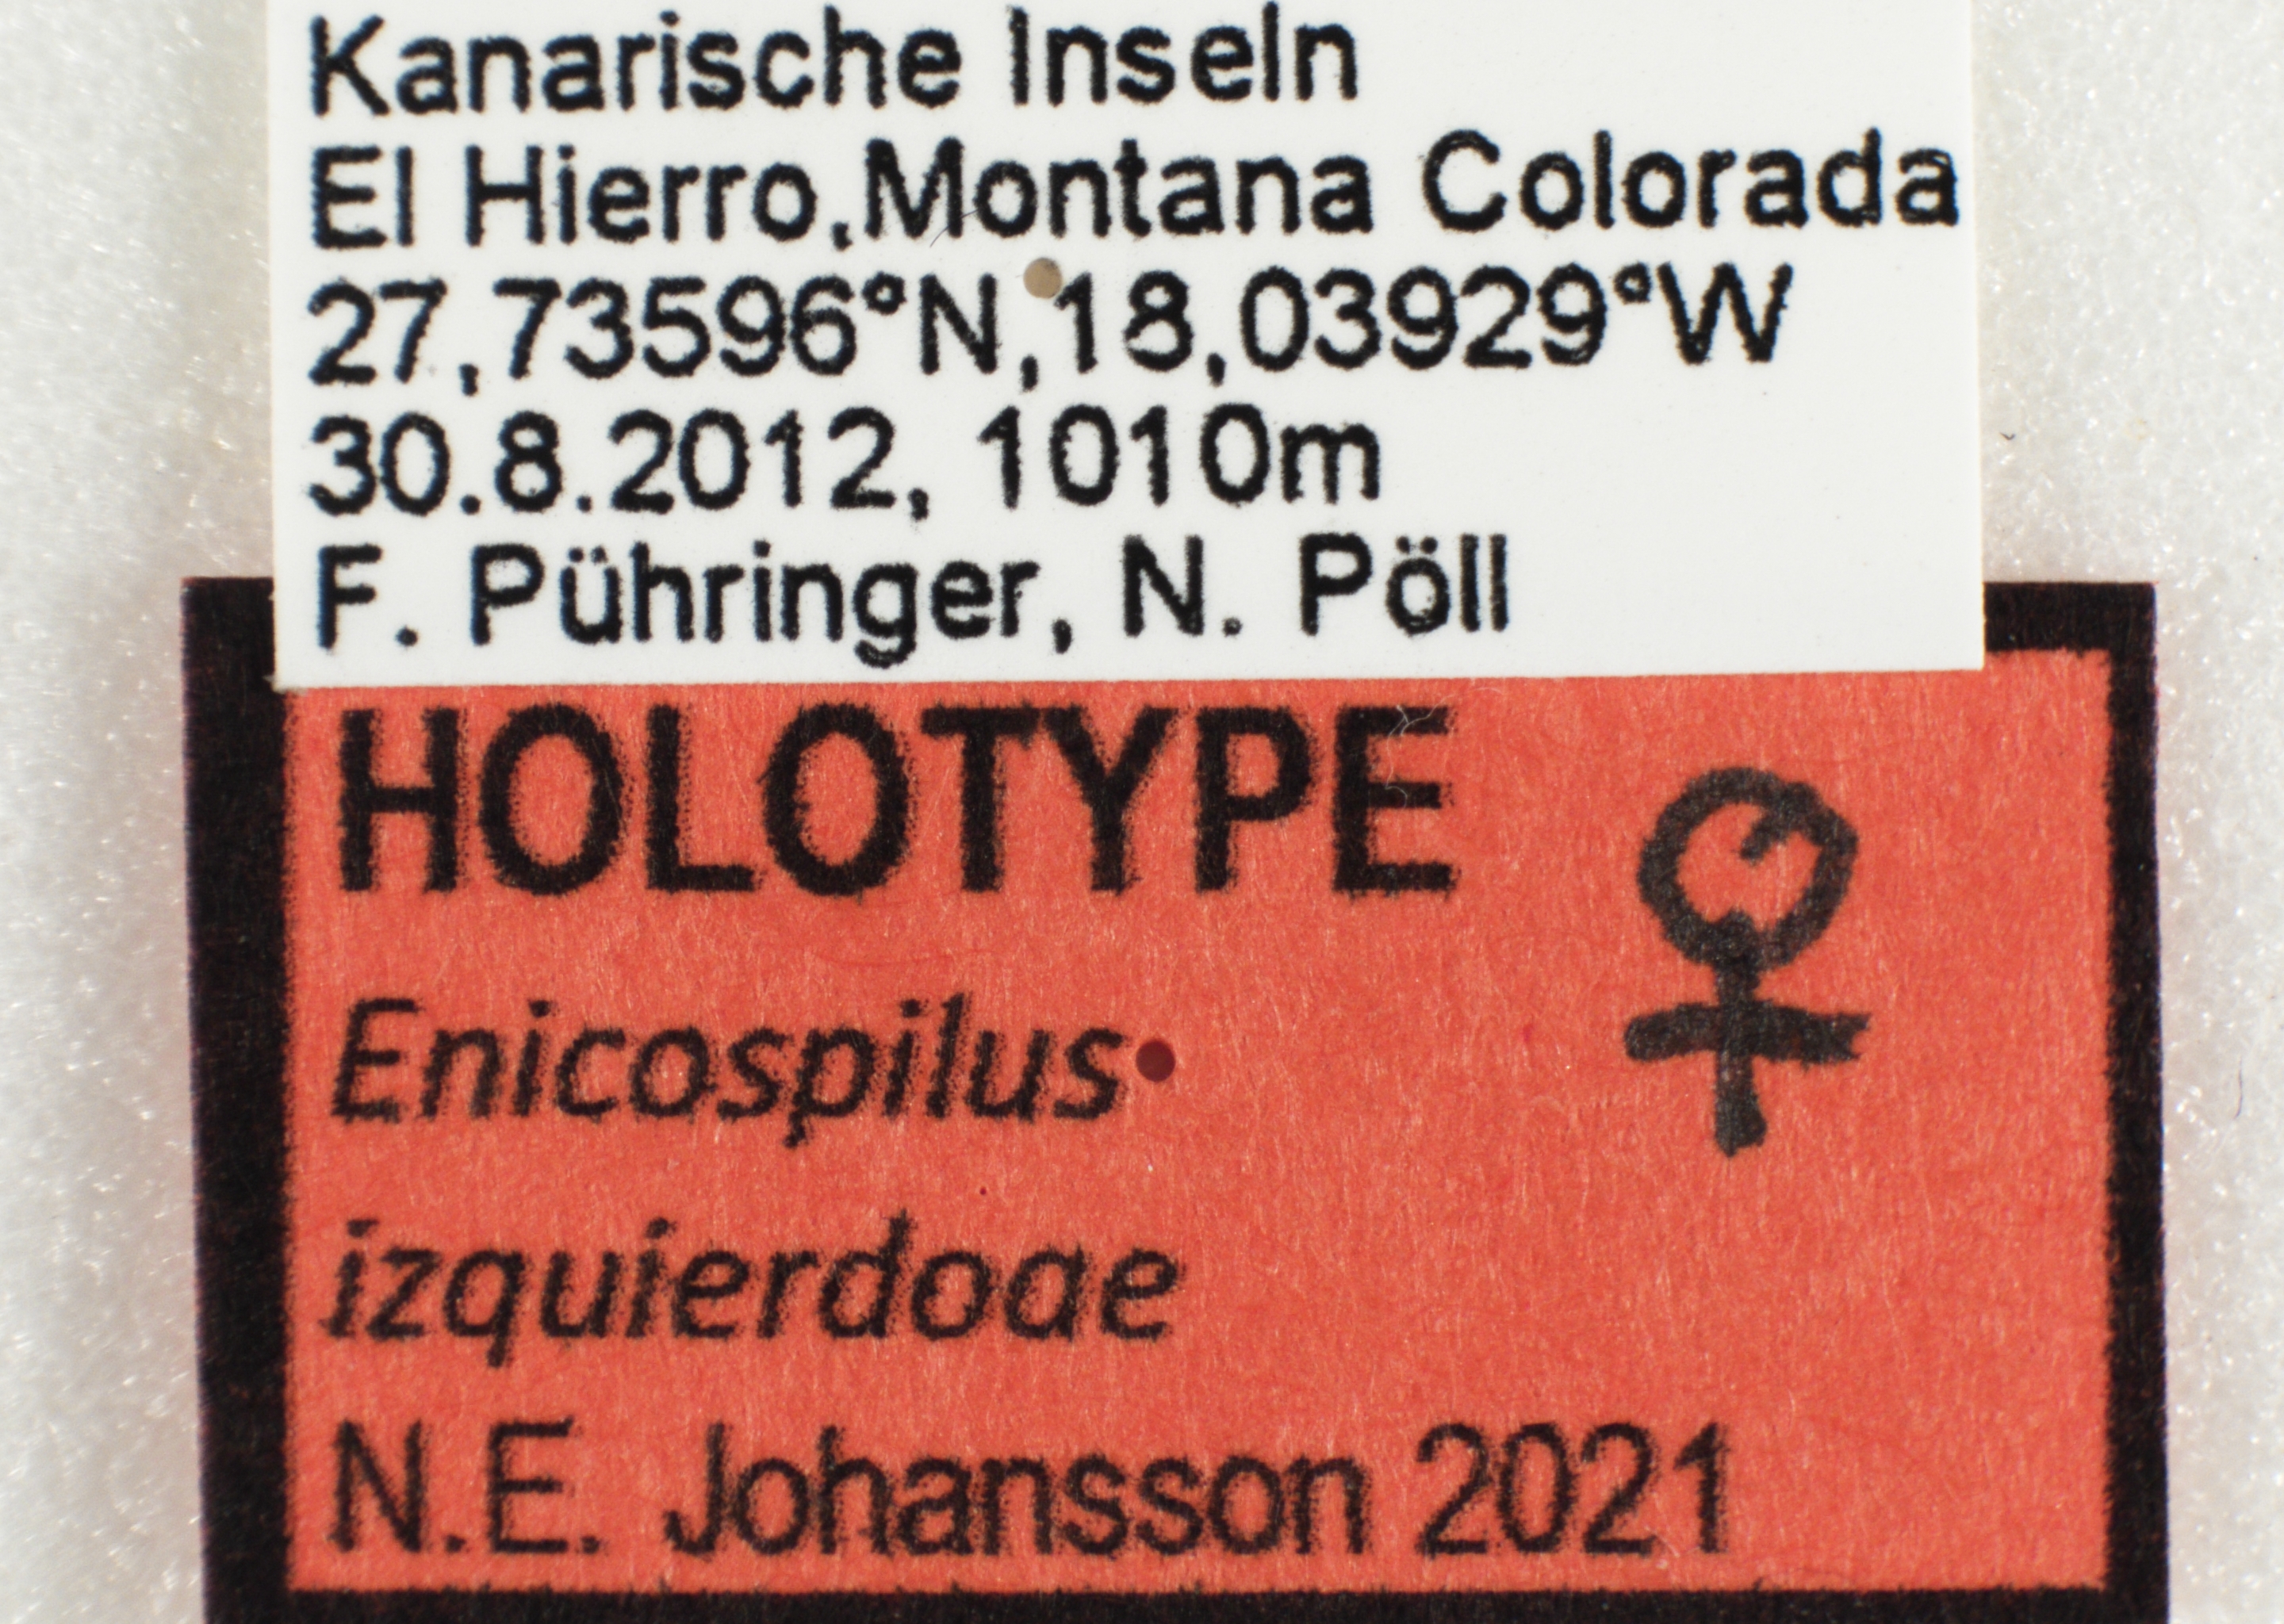 Kanarische Inseln
El Hierro,Montana Colorada
27,73596°N,18,03929°W
30.8.2012, 1010m
F. Pühringer, N. Pöll
HOLOTYPE ♀
Enicospilus
izquierdoae
N.E. Johansson 2021